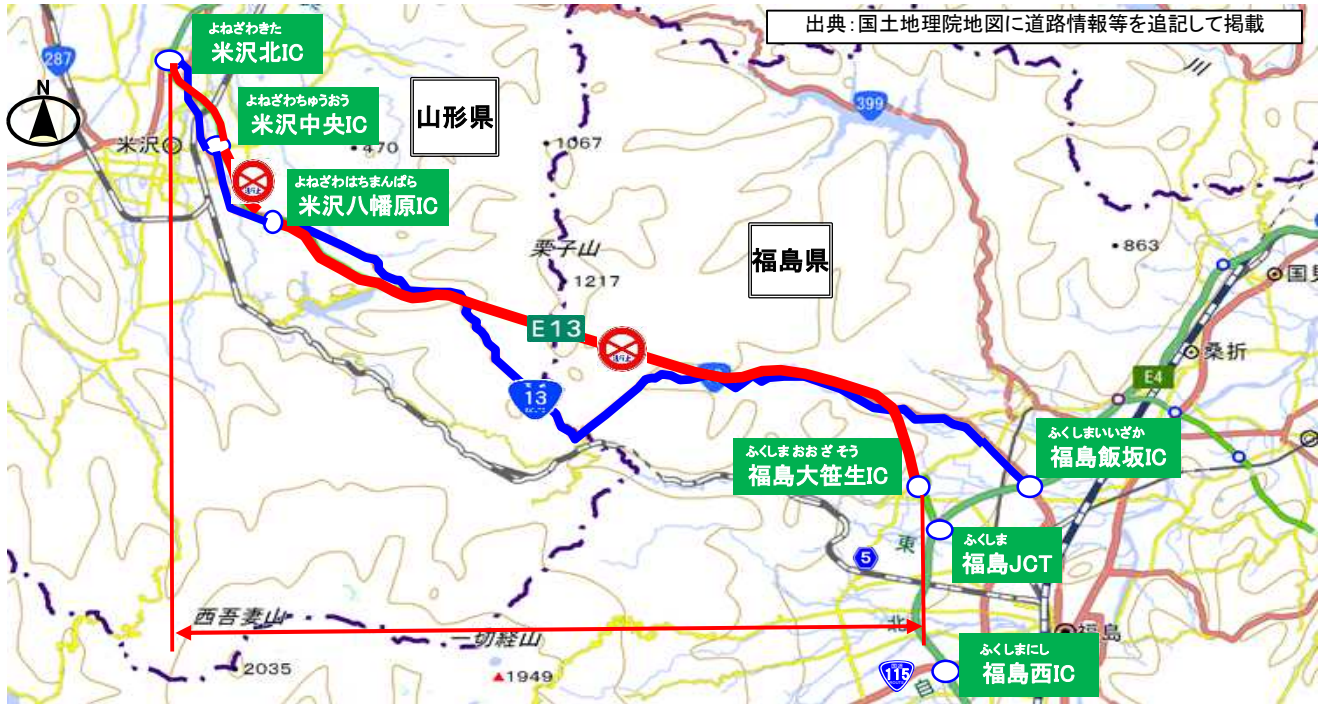 出典：国土地理院地図に道路情報等を追記して掲載
よねざわきた
米沢北IC
287
N
よねざわちゅうおう
米沢中央IC
山形県
399
川
米沢
470
1067
よねざわはちまんばら
米沢八幡原IC
栗子山
1217
福島県
863
国見
E13
桑折
E4
13
ふくしまいいざか
福島飯坂IC
ふくしまおおざそう
福島大笹生IC
ふくしま
福島JCT
東
5
西吾妻山
一切経山
北
福島
2035
1949
ふくしまにし
福島西IC
115
自